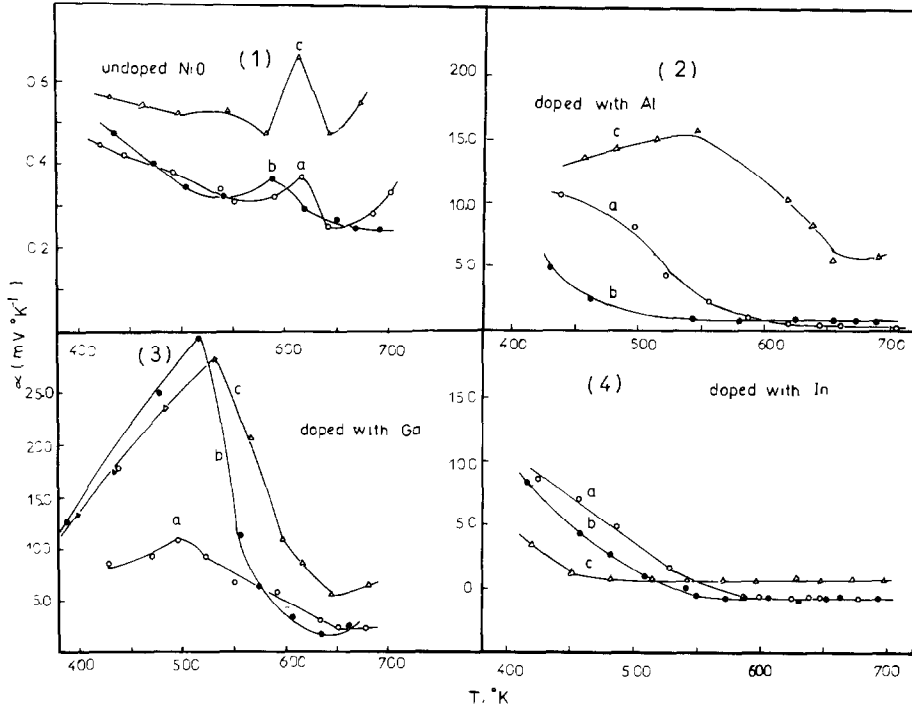 (1)
c
undoped NiO
0.6
0.4
b
a
0.2
(2)
200
doped with Al
c
15.0
a
10.0
5.0
b
400
500
600
700
α (mV °K⁻¹)
400
(3)
600
700
25.0
c
20.0
b
doped with Ga
15.0
a
10.0
5.0
400
500
600
700
(4)
doped with In
15.0
10.0
a
b
5.0
c
0
400
500
600
700
T, °K